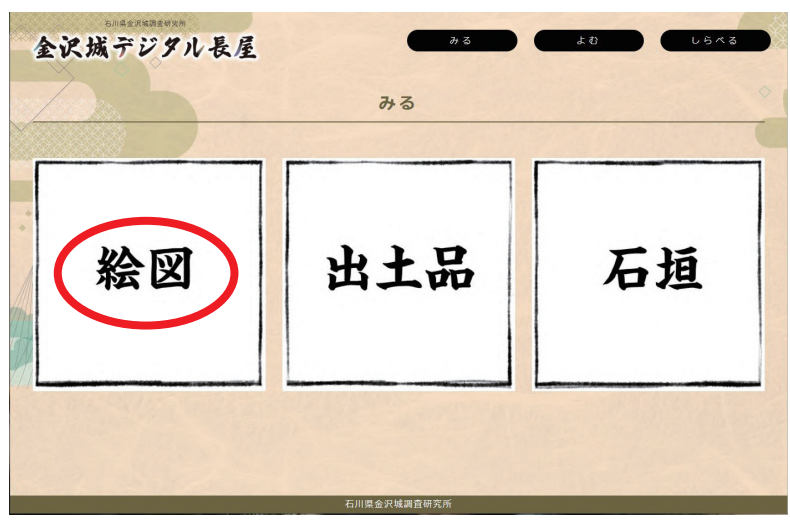 石川県金沢城調査研究所
金沢城デジタル長屋
みる
よむ
しらべる
みる
絵図
出土品
石垣
石川県金沢城調査研究所